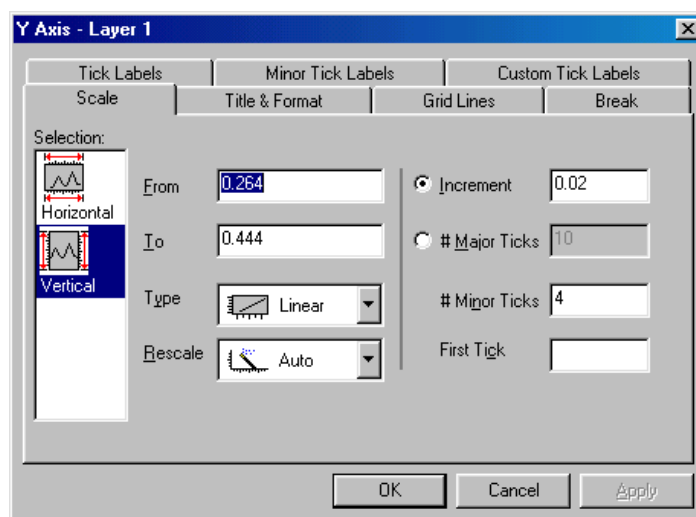 Y Axis - Layer 1
Tick Labels
Minor Tick Labels
Custom Tick Labels
Scale
Title & Format
Grid Lines
Break
Selection:
Horizontal
Vertical
From
0.264
To
0.444
Type
Linear
Rescale
Auto
Increment
0.02
# Major Ticks
10
# Minor Ticks
4
First Tick
OK
Cancel
Apply